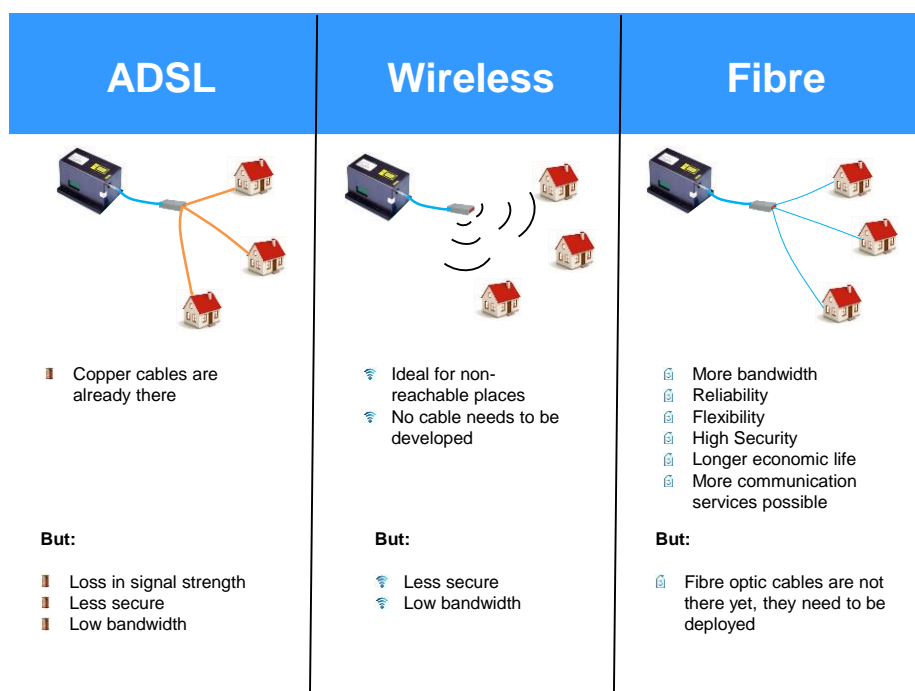 ADSL
Wireless
Fibre
Copper cables are
already there
Ideal for non-
reachable places
No cable needs to be
developed
More bandwidth
Reliability
Flexibility
High Security
Longer economic life
More communication
services possible
But:
Loss in signal strength
Less secure
Low bandwidth
But:
Less secure
Low bandwidth
But:
Fibre optic cables are not
there yet, they need to be
deployed